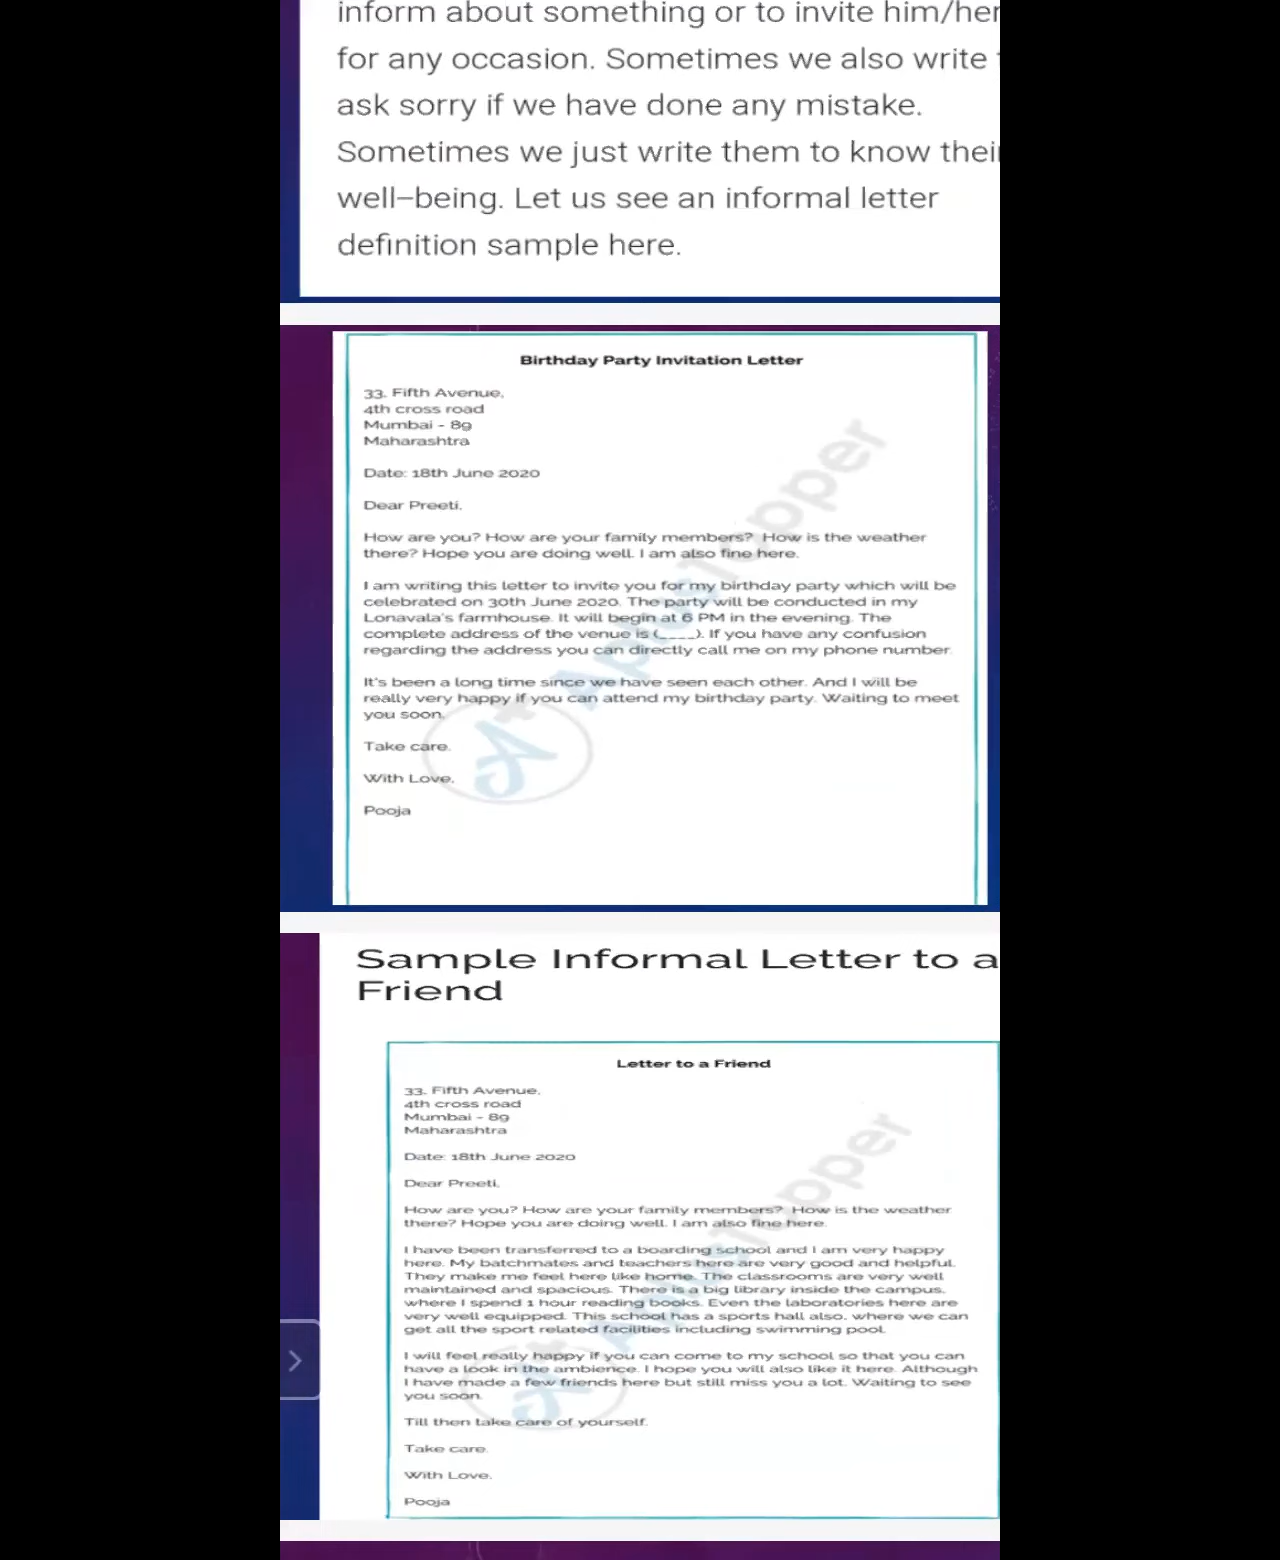 inform about something or to invite him/her
for any occasion. Sometimes we also write
ask sorry if we have done any mistake.
Sometimes we just write them to know their
well–being. Let us see an informal letter
definition sample here.
Birthday Party Invitation Letter
33, Fifth Avenue,
4th cross road
Mumbai - 89
Maharashtra
Date: 18th June 2020
Dear Preeti,
How are you? How are your family members? How is the weather
there? Hope you are doing well. I am also fine here.
I am writing this letter to invite you for my birthday party which will be
celebrated on 30th June 2020. The party will be conducted in my
Lonavala's farmhouse. It will begin at 6 PM in the evening. The
complete address of the venue is (____). If you have any confusion
regarding the address you can directly call me on my phone number.
It's been a long time since we have seen each other. And I will be
really very happy if you can attend my birthday party. Waiting to meet
you soon.
Take care.
With Love,
Pooja
AplusTopper
Sample Informal Letter to a
Friend
Letter to a Friend
33, Fifth Avenue,
4th cross road
Mumbai - 89
Maharashtra
Date: 18th June 2020
Dear Preeti,
How are you? How are your family members? How is the weather
there? Hope you are doing well. I am also fine here.
I have been transferred to a boarding school and I am very happy
here. My batchmates and teachers here are very good and helpful.
They make me feel here like home. The classrooms are very well
maintained and spacious. There is a big library inside the campus,
where I spend 1 hour reading books. Even the laboratories here are
very well equipped. This school has a sports hall also, where we can
get all the sport related facilities including swimming pool.
I will feel really happy if you can come to my school so that you can
have a look in the ambience. I hope you will also like it here. Although
I have made a few friends here but still miss you a lot. Waiting to see
you soon.
Till then take care of yourself.
Take care.
With Love,
Pooja
AplusTopper